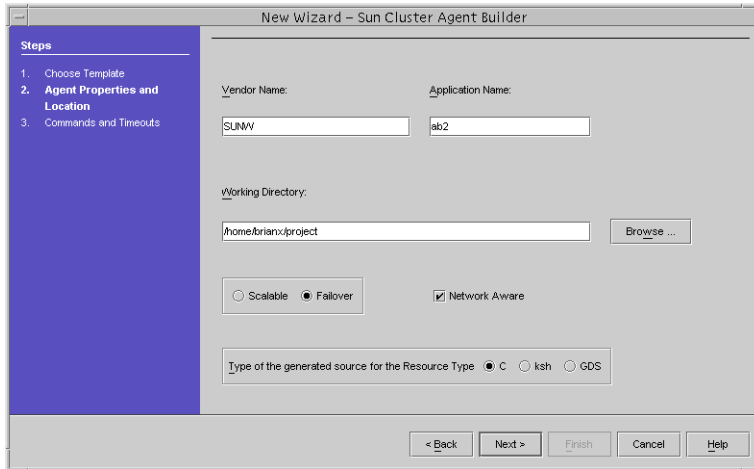 New Wizard – Sun Cluster Agent Builder
Steps
1. Choose Template
2. Agent Properties and
Location
3. Commands and Timeouts
Vendor Name: Application Name:
SUNW ab2
Working Directory:
/home/brianx/project Browse ...
Scalable Failover Network Aware
Type of the generated source for the Resource Type C ksh GDS
< Back Next > Finish Cancel Help